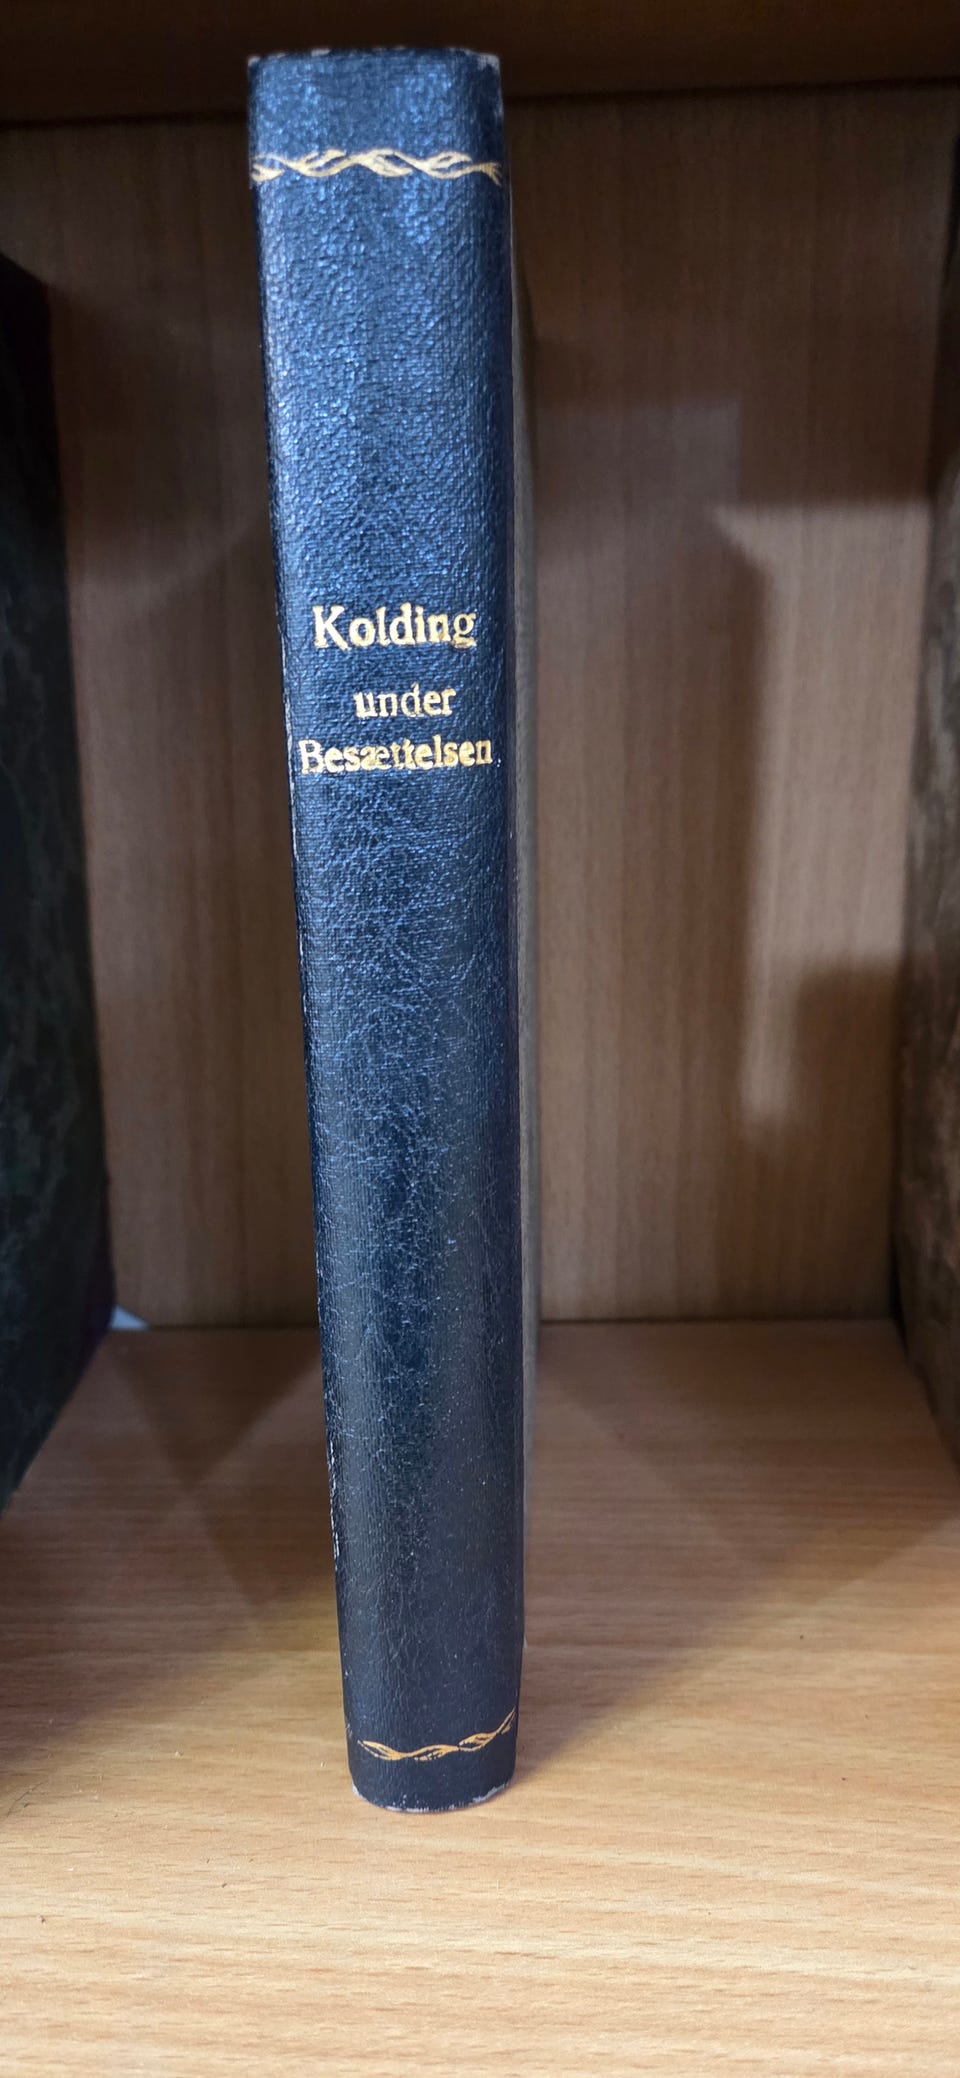 Kolding
under
Besættelsen